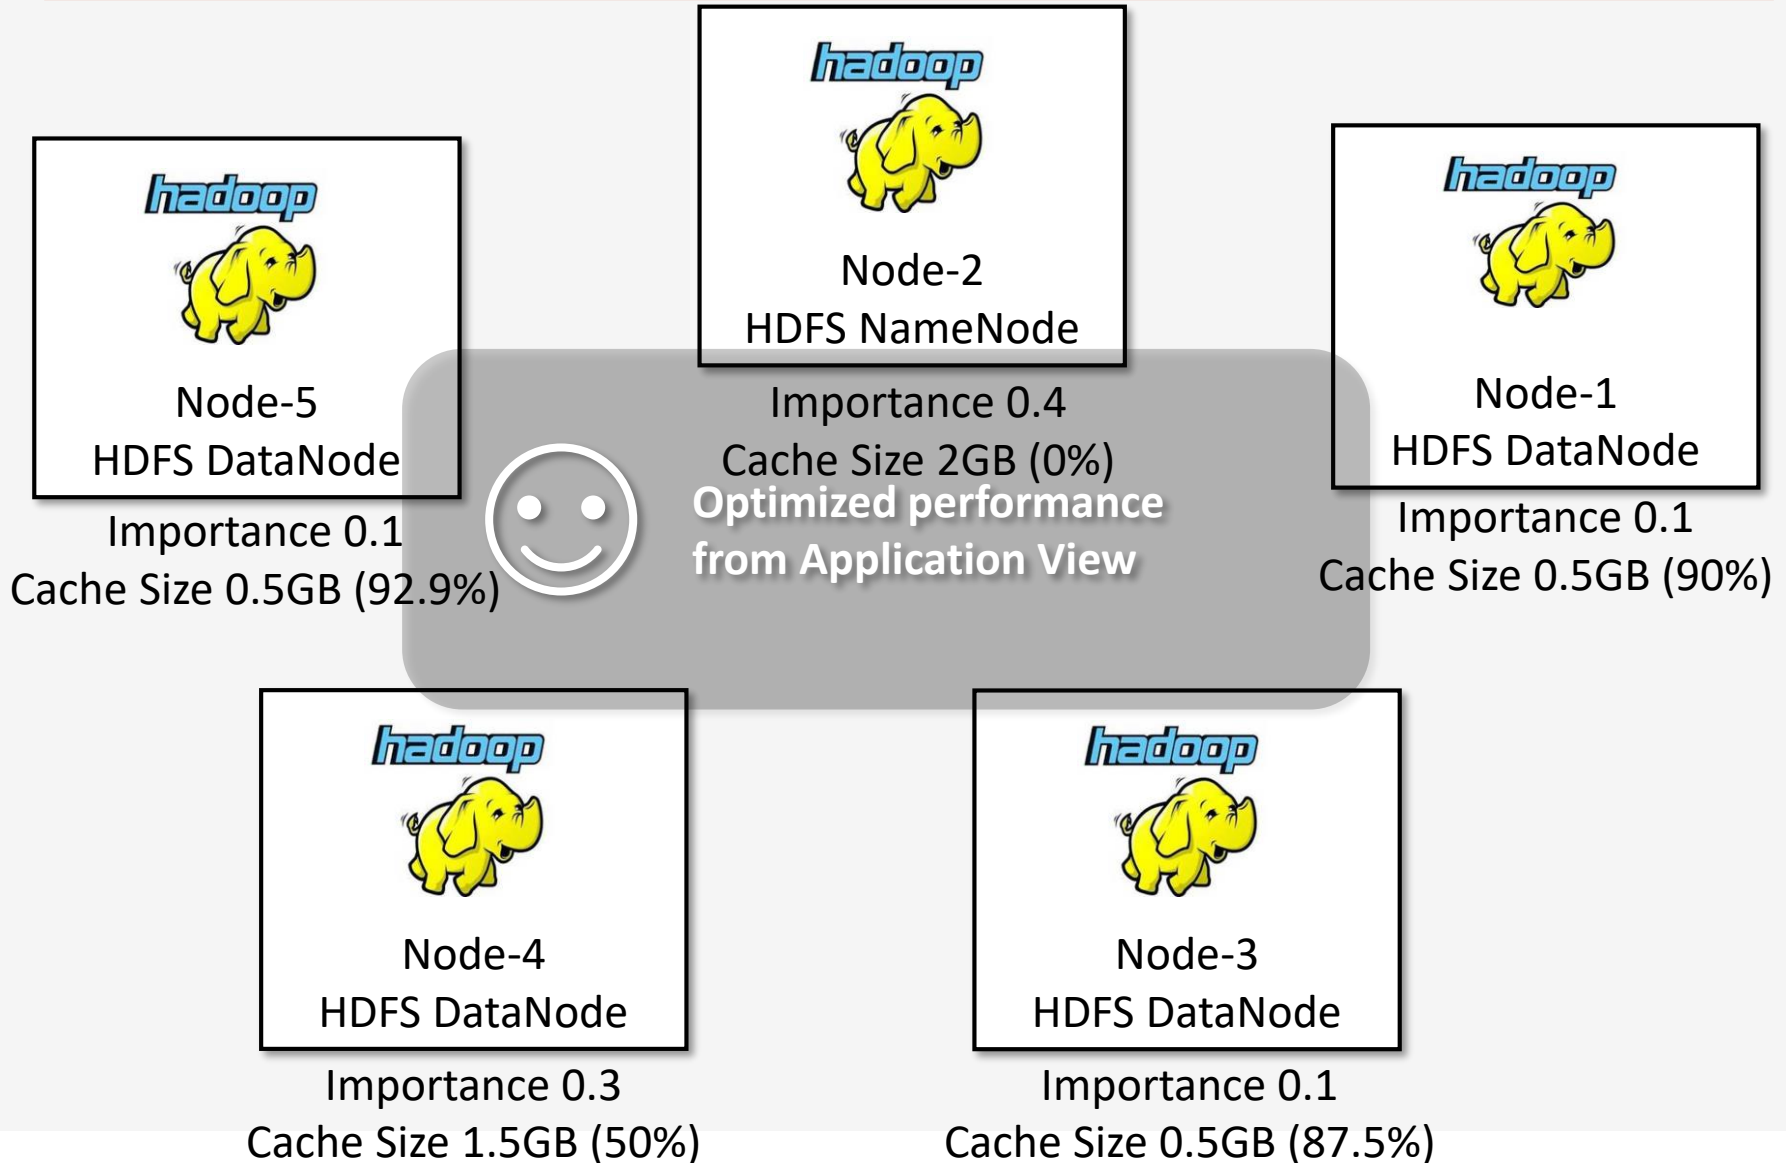 hadoop
Node-2
HDFS NameNode
Importance 0.4
Cache Size 2GB (0%)
hadoop
Node-5
HDFS DataNode
Importance 0.1
Cache Size 0.5GB (92.9%)
hadoop
Node-1
HDFS DataNode
Importance 0.1
Cache Size 0.5GB (90%)
Optimized performance
from Application View
hadoop
Node-4
HDFS DataNode
Importance 0.3
Cache Size 1.5GB (50%)
hadoop
Node-3
HDFS DataNode
Importance 0.1
Cache Size 0.5GB (87.5%)